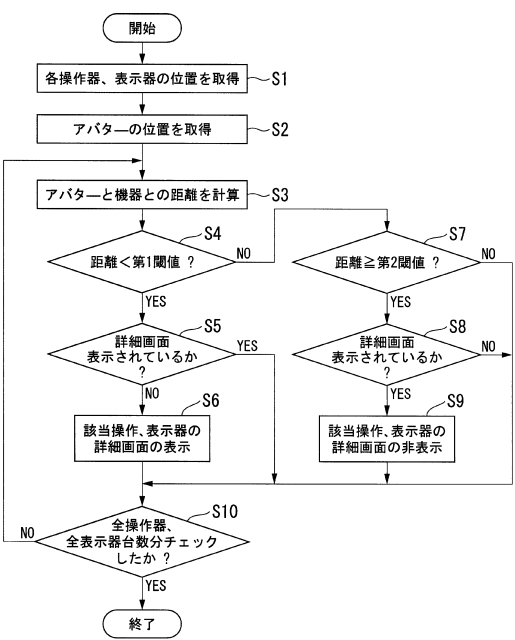 開始
各操作器、表示器の位置を取得
S1
アバターの位置を取得
S2
アバターと機器との距離を計算
S3
距離<第1閾値 ?
S4
NO
YES
距離≧第2閾値 ?
S7
NO
YES
詳細画面
表示されているか
?
S5
YES
NO
詳細画面
表示されているか
?
S8
NO
YES
該当操作、表示器の
詳細画面の表示
S6
該当操作、表示器の
詳細画面の非表示
S9
全操作器、
全表示器台数分チェック
したか ?
S10
NO
YES
終了